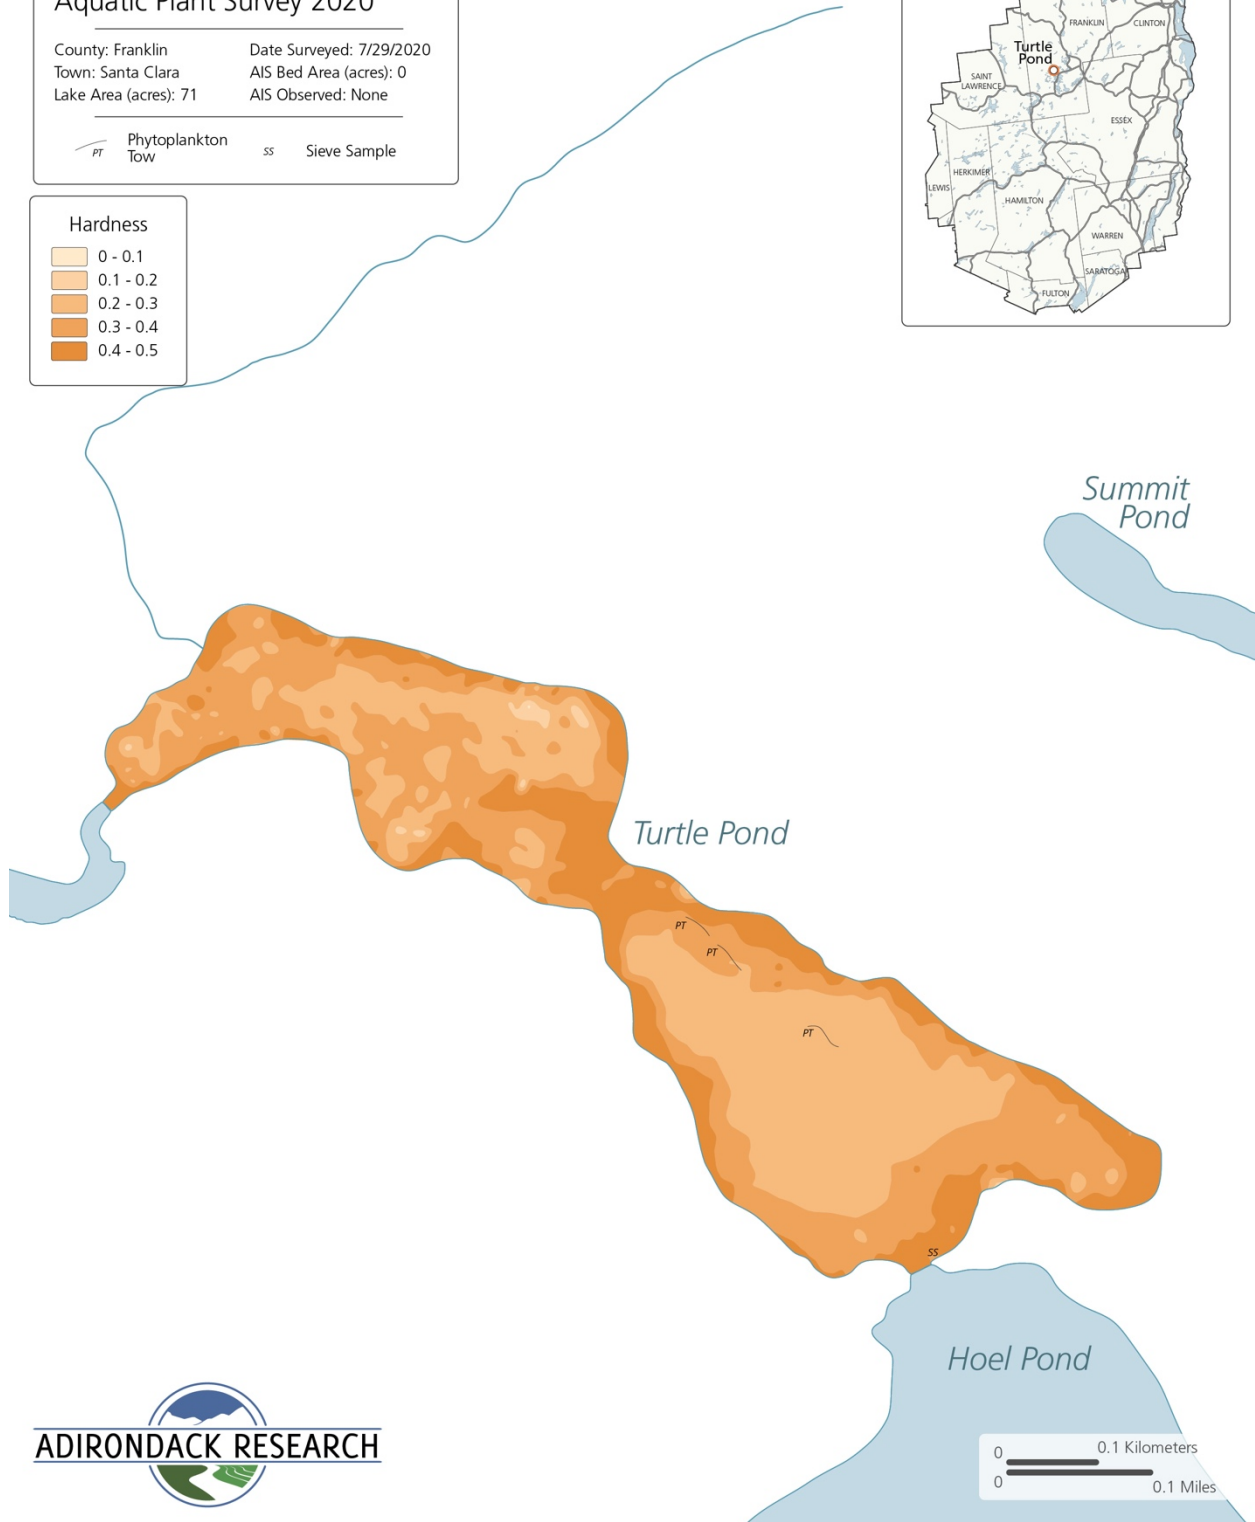 Aquatic Plant Survey 2020
County: Franklin
Date Surveyed: 7/29/2020
Town: Santa Clara
AIS Bed Area (acres): 0
Lake Area (acres): 71
AIS Observed: None
PT
Phytoplankton
Tow
SS
Sieve Sample
Hardness
0 - 0.1
0.1 - 0.2
0.2 - 0.3
0.3 - 0.4
0.4 - 0.5
FRANKLIN
CLINTON
Turtle
Pond
SAINT
LAWRENCE
ESSEX
HERKIMER
LEWIS
HAMILTON
WARREN
SARATOGA
FULTON
Summit
Pond
Turtle Pond
PT
PT
PT
SS
Hoel Pond
ADIRONDACK RESEARCH
0
0.1 Kilometers
0
0.1 Miles